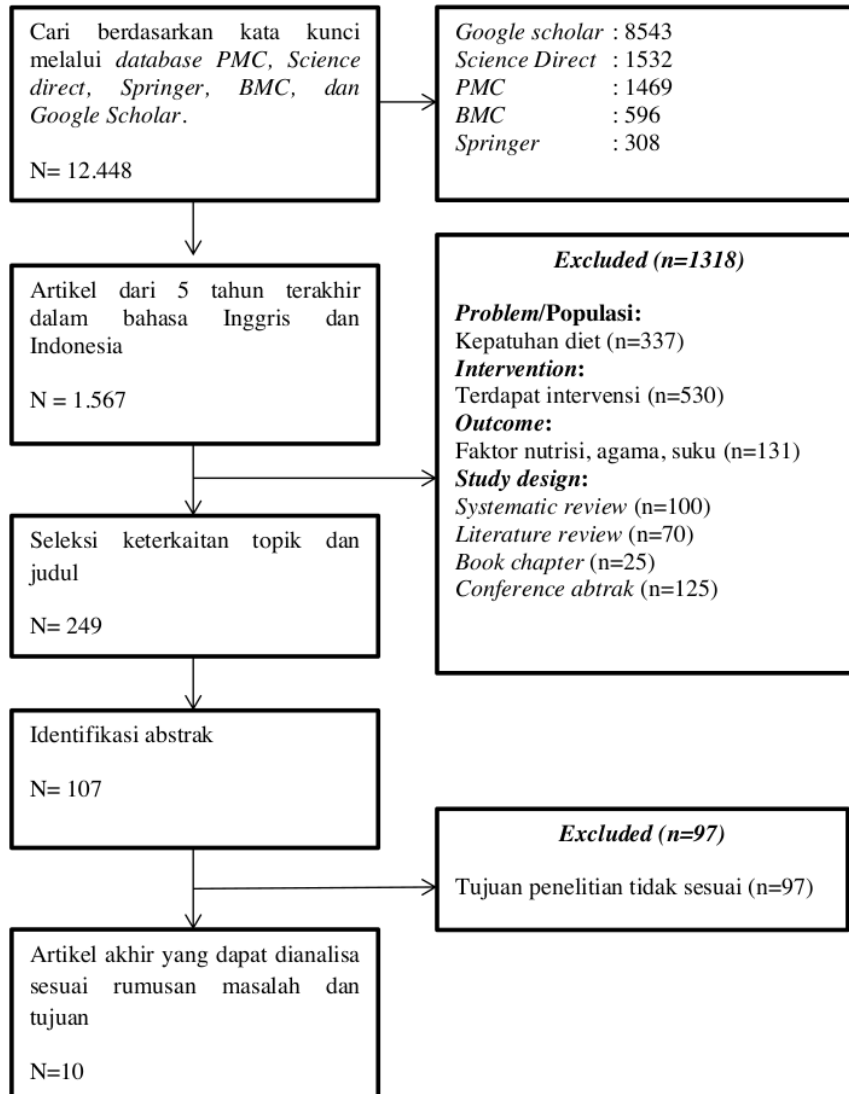 Cari berdasarkan kata kunci
melalui database PMC, Science
direct, Springer, BMC, dan
Google Scholar.
N= 12.448
Google scholar : 8543
Science Direct : 1532
PMC : 1469
BMC : 596
Springer : 308
Artikel dari 5 tahun terakhir
dalam bahasa Inggris dan
Indonesia
N = 1.567
Excluded (n=1318)
Problem/Populasi:
Kepatuhan diet (n=337)
Intervention:
Terdapat intervensi (n=530)
Outcome:
Faktor nutrisi, agama, suku (n=131)
Study design:
Systematic review (n=100)
Literature review (n=70)
Book chapter (n=25)
Conference abtrak (n=125)
Seleksi keterkaitan topik dan
judul
N= 249
Identifikasi abstrak
N= 107
Excluded (n=97)
Tujuan penelitian tidak sesuai (n=97)
Artikel akhir yang dapat dianalisa
sesuai rumusan masalah dan
tujuan
N=10